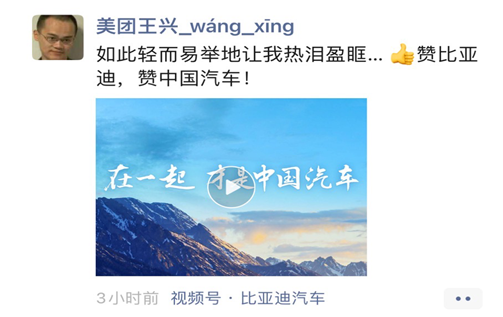 美团王兴_wáng_xīng
如此轻而易举地让我热泪盈眶... 👍赞比亚
迪，赞中国汽车！
在一起 才是中国汽车
3小时前 视频号·比亚迪汽车